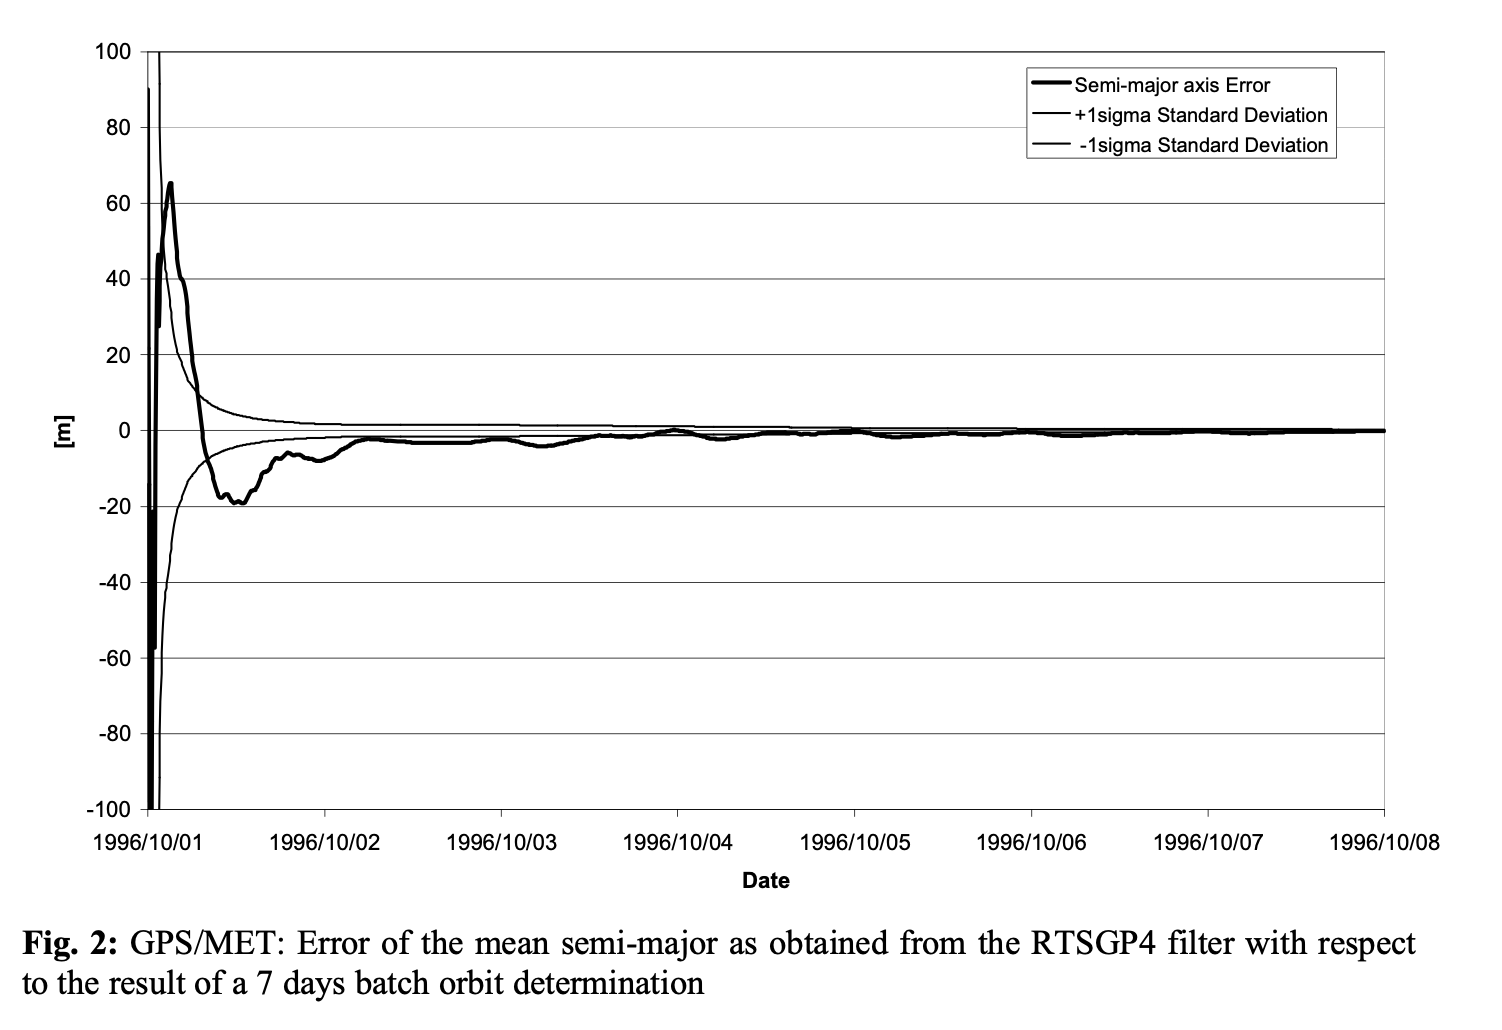 100
80
60
40
20
0
-20
-40
-60
-80
-100
[m]
Semi-major axis Error
+1sigma Standard Deviation
-1sigma Standard Deviation
1996/10/01 1996/10/02 1996/10/03 1996/10/04 1996/10/05 1996/10/06 1996/10/07 1996/10/08
Date
Fig. 2: GPS/MET: Error of the mean semi-major as obtained from the RTSGP4 filter with respect
to the result of a 7 days batch orbit determination